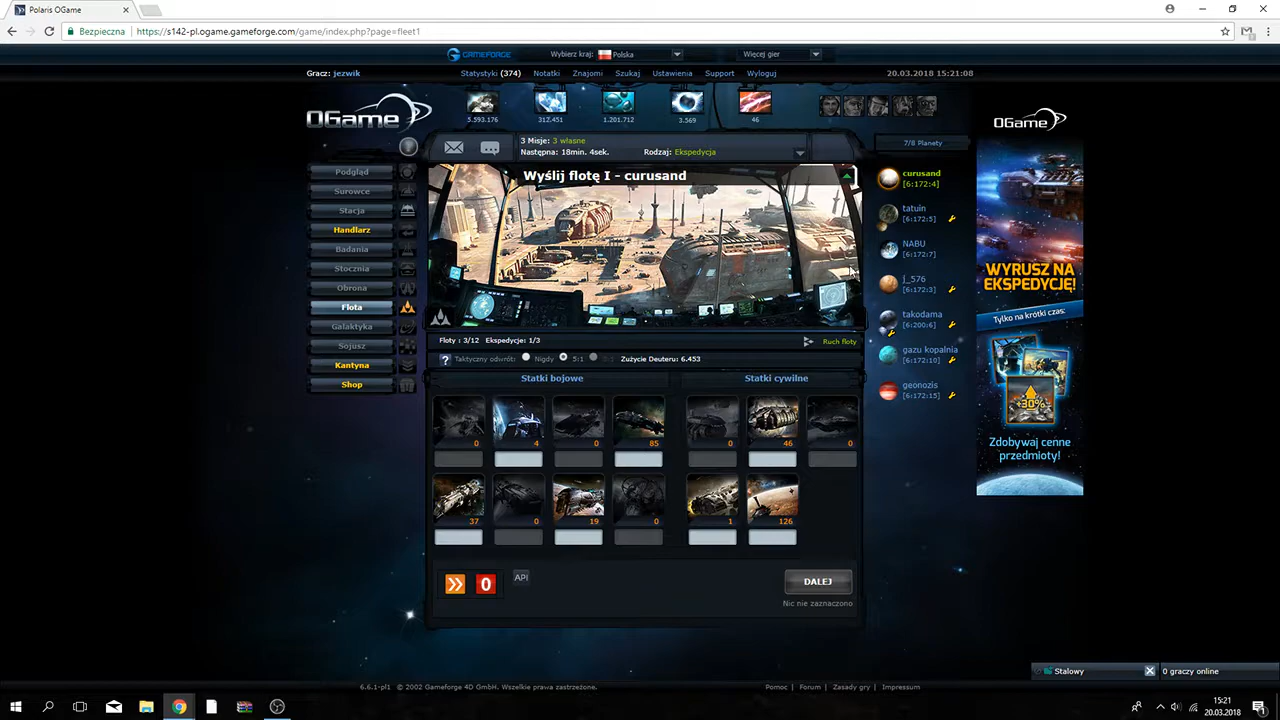 Polaris OGame
Bezpieczna
https://s142-pl.ogame.gameforge.com/game/index.php?page=fleet1
GAMEFORGE
Wybierz kraj:
Polska
Więcej gier
Gracz: jezwik
Statystyki (374)
Notatki
Znajomi
Szukaj
Ustawienia
Support
Wyloguj
20.03.2018 15:21:08
OGame
5.593.176
317.451
1.201.712
3.569
46
3 Misje: 3 własne
Następna: 18min. 4sek.
Rodzaj: Ekspedycja
7/8 Planety
Podgląd
Surowce
Stacja
Handlarz
Badania
Stocznia
Obrona
Flota
Galaktyka
Sojusz
Kantyna
Shop
Wyślij flotę I - curusand
Floty : 3/12
Ekspedycje: 1/3
Ruch floty
?
Taktyczny odwrót:
Nigdy
5:1
Zużycie Deuteru: 6.453
Statki bojowe
Statki cywilne
0
4
0
85
0
46
0
37
0
19
0
1
126
0
API
DALEJ
Nic nie zaznaczono
curusand
[6:172:4]
tatuin
[6:172:5]
NABU
[6:172:7]
j_576
[6:172:3]
takodama
[6:200:6]
gazu kopalnia
[6:172:10]
geonozis
[6:172:15]
OGame
WYRUSZ NA
EKSPEDYCJĘ!
Tylko na krótki czas:
+30%
Zdobywaj cenne
przedmioty!
Stalowy
0 graczy online
6.6.1-pl1
© 2002 Gameforge 4D GmbH. Wszelkie prawa zastrzeżone.
Pomoc | Forum | Zasady gry | Impressum
15:21
20.03.2018